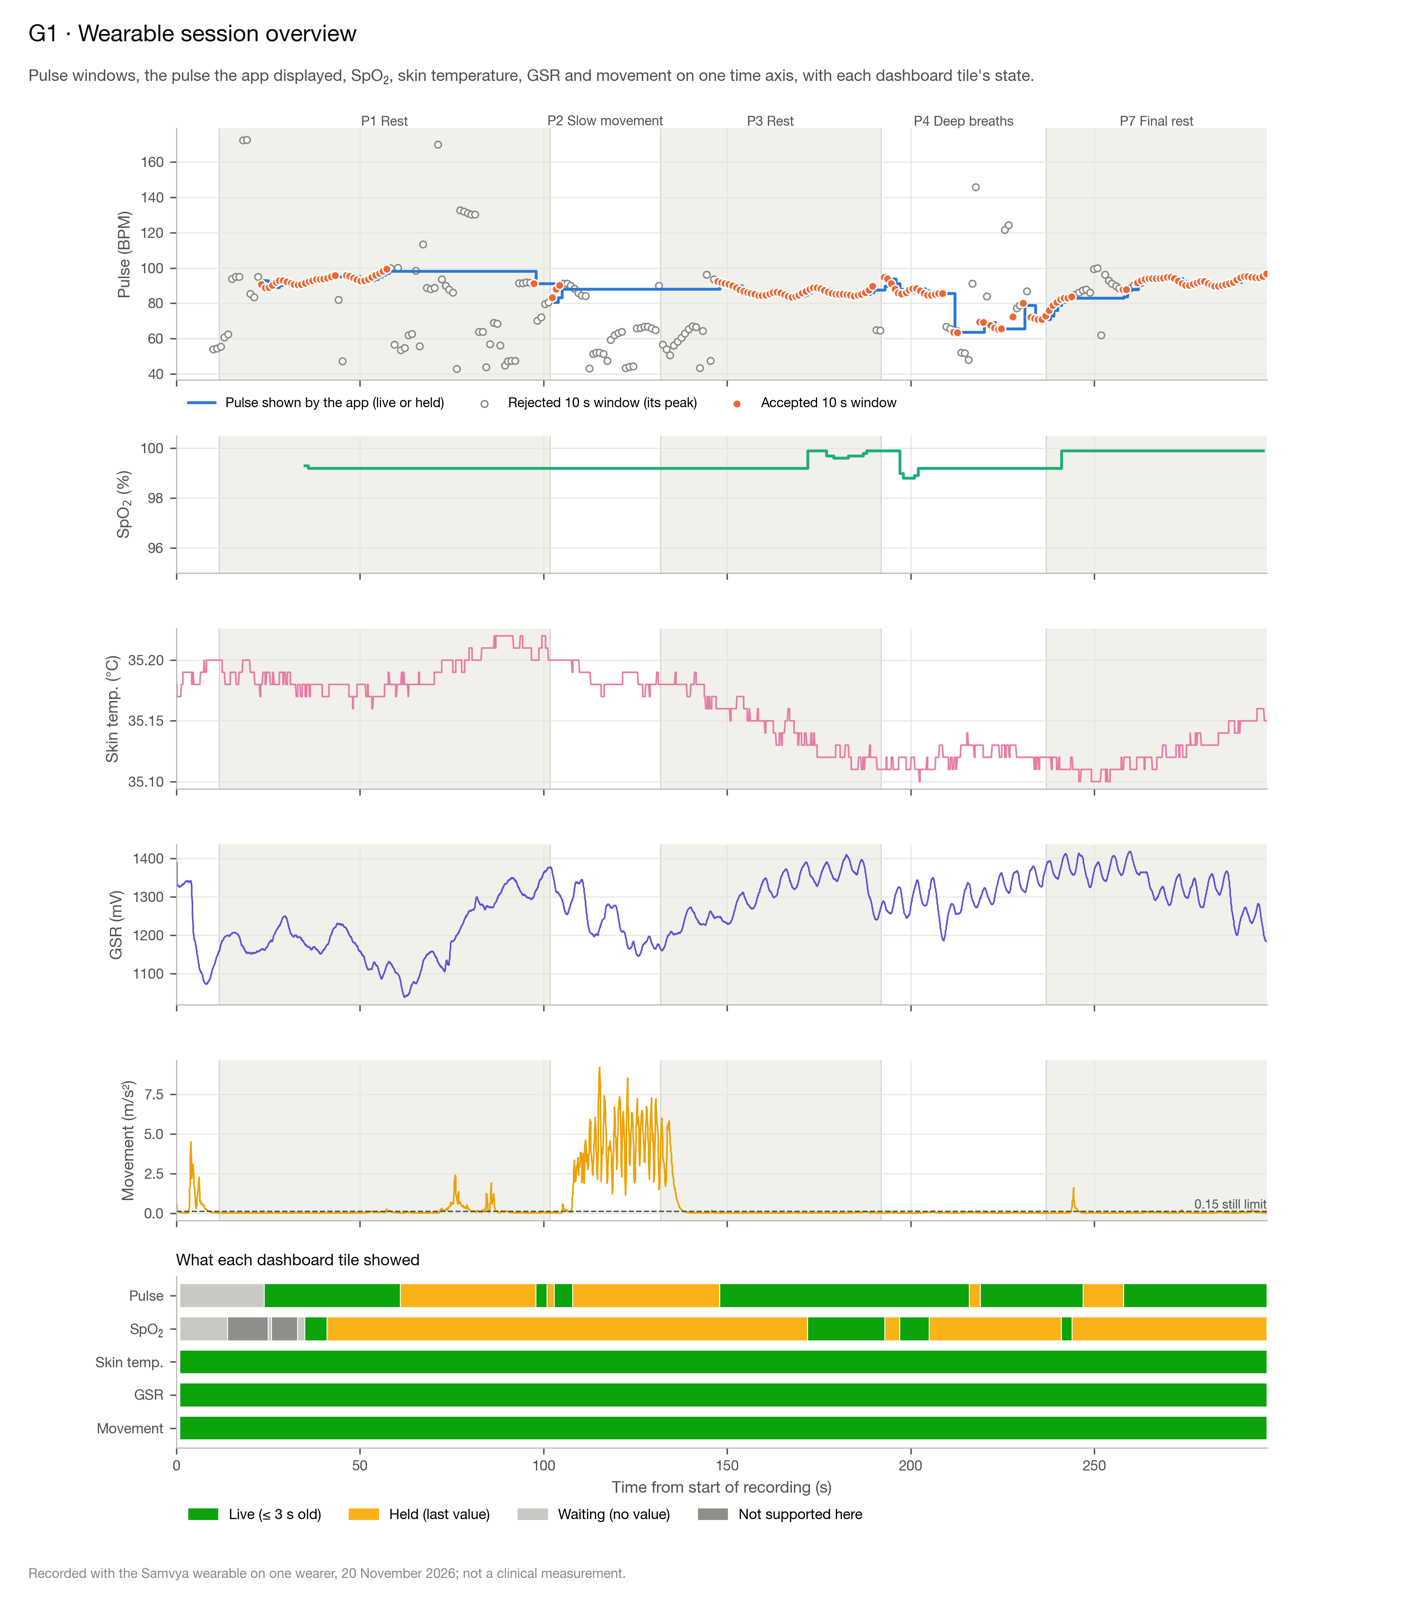 G1 · Wearable session overview
Pulse windows, the pulse the app displayed, SpO₂, skin temperature, GSR and movement on one time axis, with each dashboard tile's state.
P1 Rest
P2 Slow movement
P3 Rest
P4 Deep breaths
P7 Final rest
Pulse (BPM)
160
140
120
100
80
60
40
Pulse shown by the app (live or held)
Rejected 10 s window (its peak)
Accepted 10 s window
SpO₂ (%)
100
98
96
Skin temp. (°C)
35.20
35.15
35.10
GSR (mV)
1400
1300
1200
1100
Movement (m/s²)
7.5
5.0
2.5
0.0
0.15 still limit
What each dashboard tile showed
Pulse
SpO₂
Skin temp.
GSR
Movement
0
50
100
150
200
250
Time from start of recording (s)
Live (≤ 3 s old)
Held (last value)
Waiting (no value)
Not supported here
Recorded with the Samvya wearable on one wearer, 20 November 2026; not a clinical measurement.